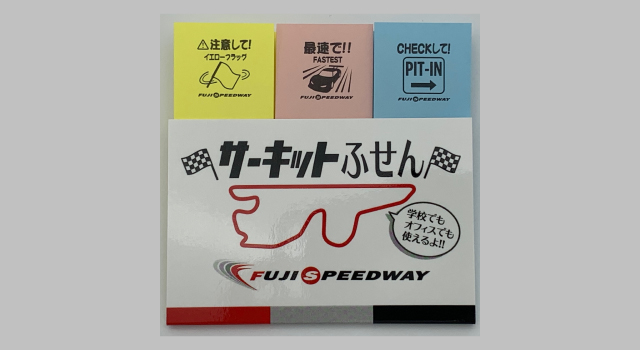 ⚠注意して!
イエローフラッグ
FUJI SPEEDWAY
最速で!!
FASTEST
FUJI SPEEDWAY
CHECKして!
PIT-IN
FUJI SPEEDWAY
サーキットふせん
学校でも
オフィスでも
使えるよ!!
FUJI SPEEDWAY